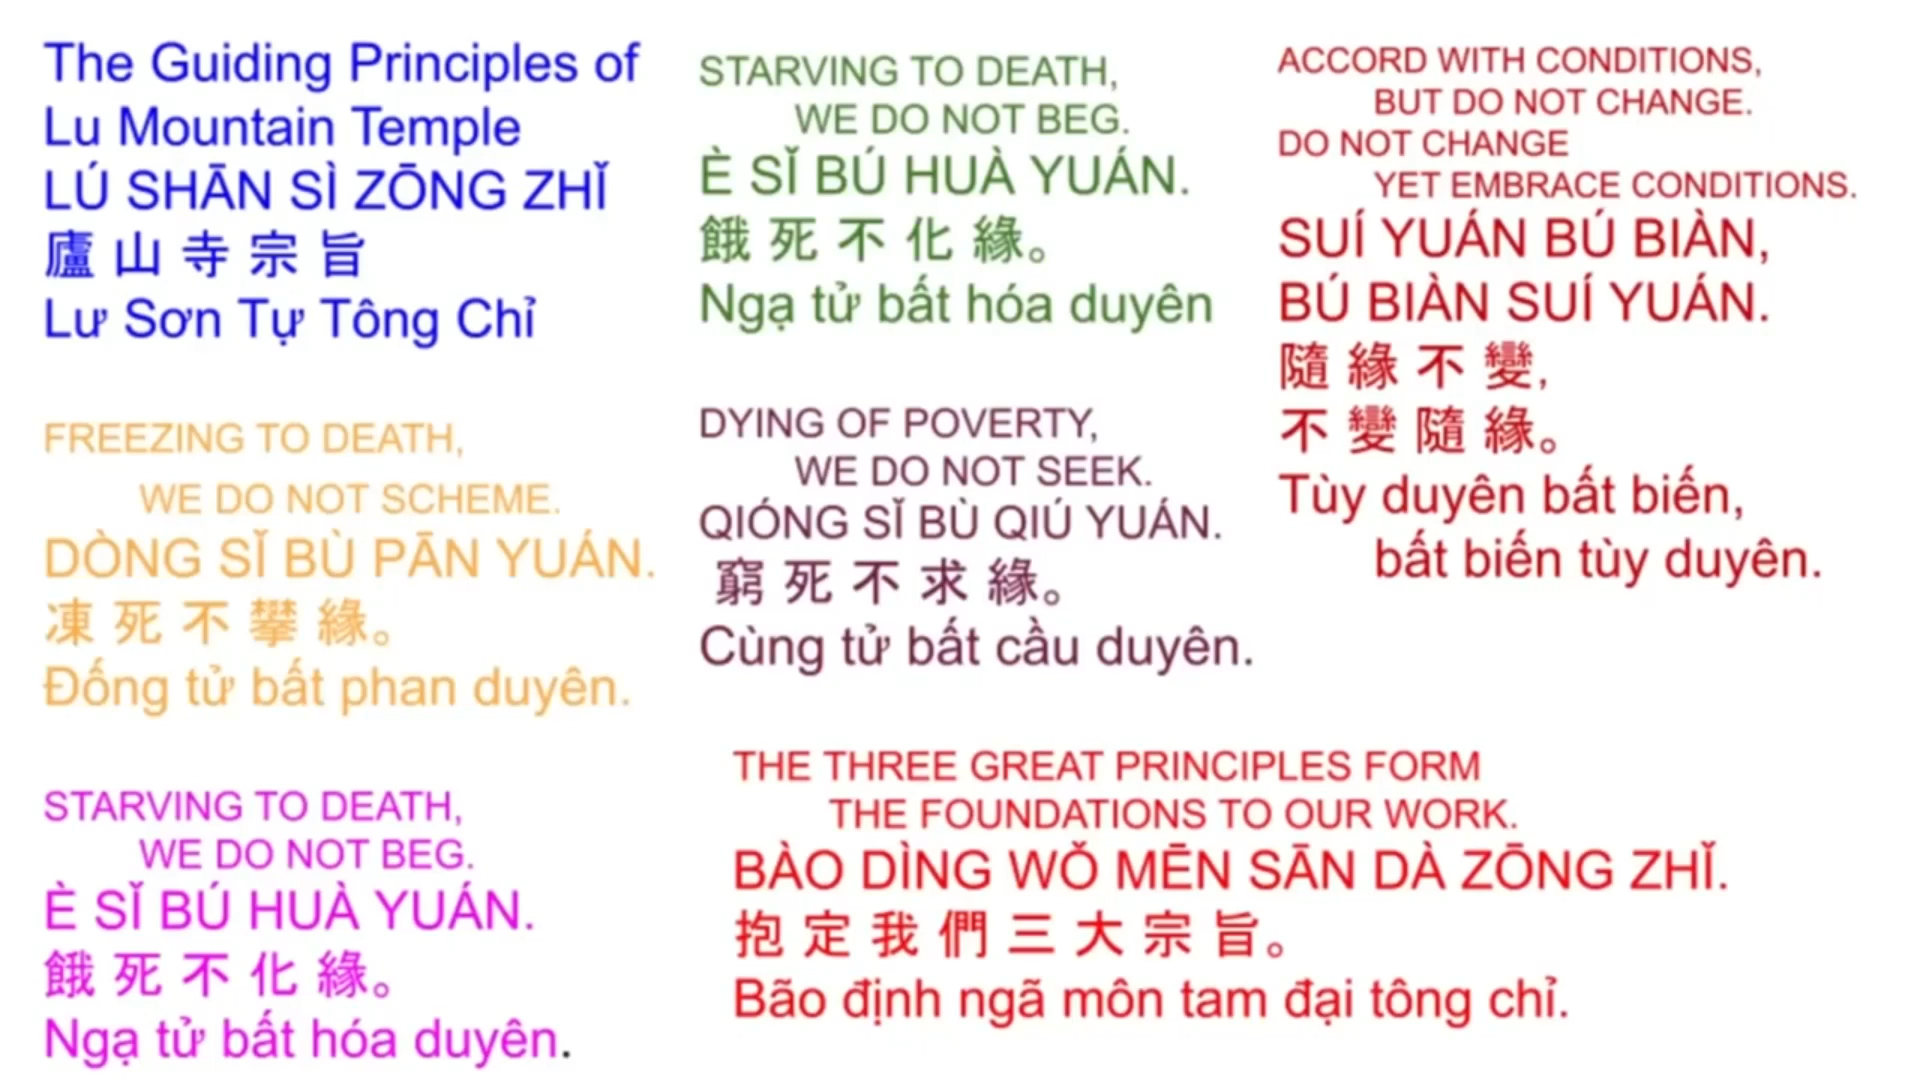 The Guiding Principles of
Lu Mountain Temple
LÚ SHĀN SÌ ZŌNG ZHǏ
廬 山 寺 宗 旨
Lư Sơn Tự Tông Chỉ
FREEZING TO DEATH,
WE DO NOT SCHEME.
DÒNG SǏ BÙ PĀN YUÁN.
凍 死 不 攀 緣。
Đống tử bất phan duyên.
STARVING TO DEATH,
WE DO NOT BEG.
È SǏ BÚ HUÀ YUÁN.
餓 死 不 化 緣。
Ngạ tử bất hóa duyên.
STARVING TO DEATH,
WE DO NOT BEG.
È SǏ BÚ HUÀ YUÁN.
餓 死 不 化 緣。
Ngạ tử bất hóa duyên
DYING OF POVERTY,
WE DO NOT SEEK.
QIÓNG SǏ BÙ QIÚ YUÁN.
窮 死 不 求 緣。
Cùng tử bất cầu duyên.
ACCORD WITH CONDITIONS,
BUT DO NOT CHANGE.
DO NOT CHANGE
YET EMBRACE CONDITIONS.
SUÍ YUÁN BÚ BIÀN,
BÚ BIÀN SUÍ YUÁN.
隨 緣 不 變,
不 變 隨 緣。
Tùy duyên bất biến,
bất biến tùy duyên.
THE THREE GREAT PRINCIPLES FORM
THE FOUNDATIONS TO OUR WORK.
BÀO DÌNG WǑ MĒN SĀN DÀ ZŌNG ZHǏ.
抱 定 我 們 三 大 宗 旨。
Bão định ngã môn tam đại tông chỉ.